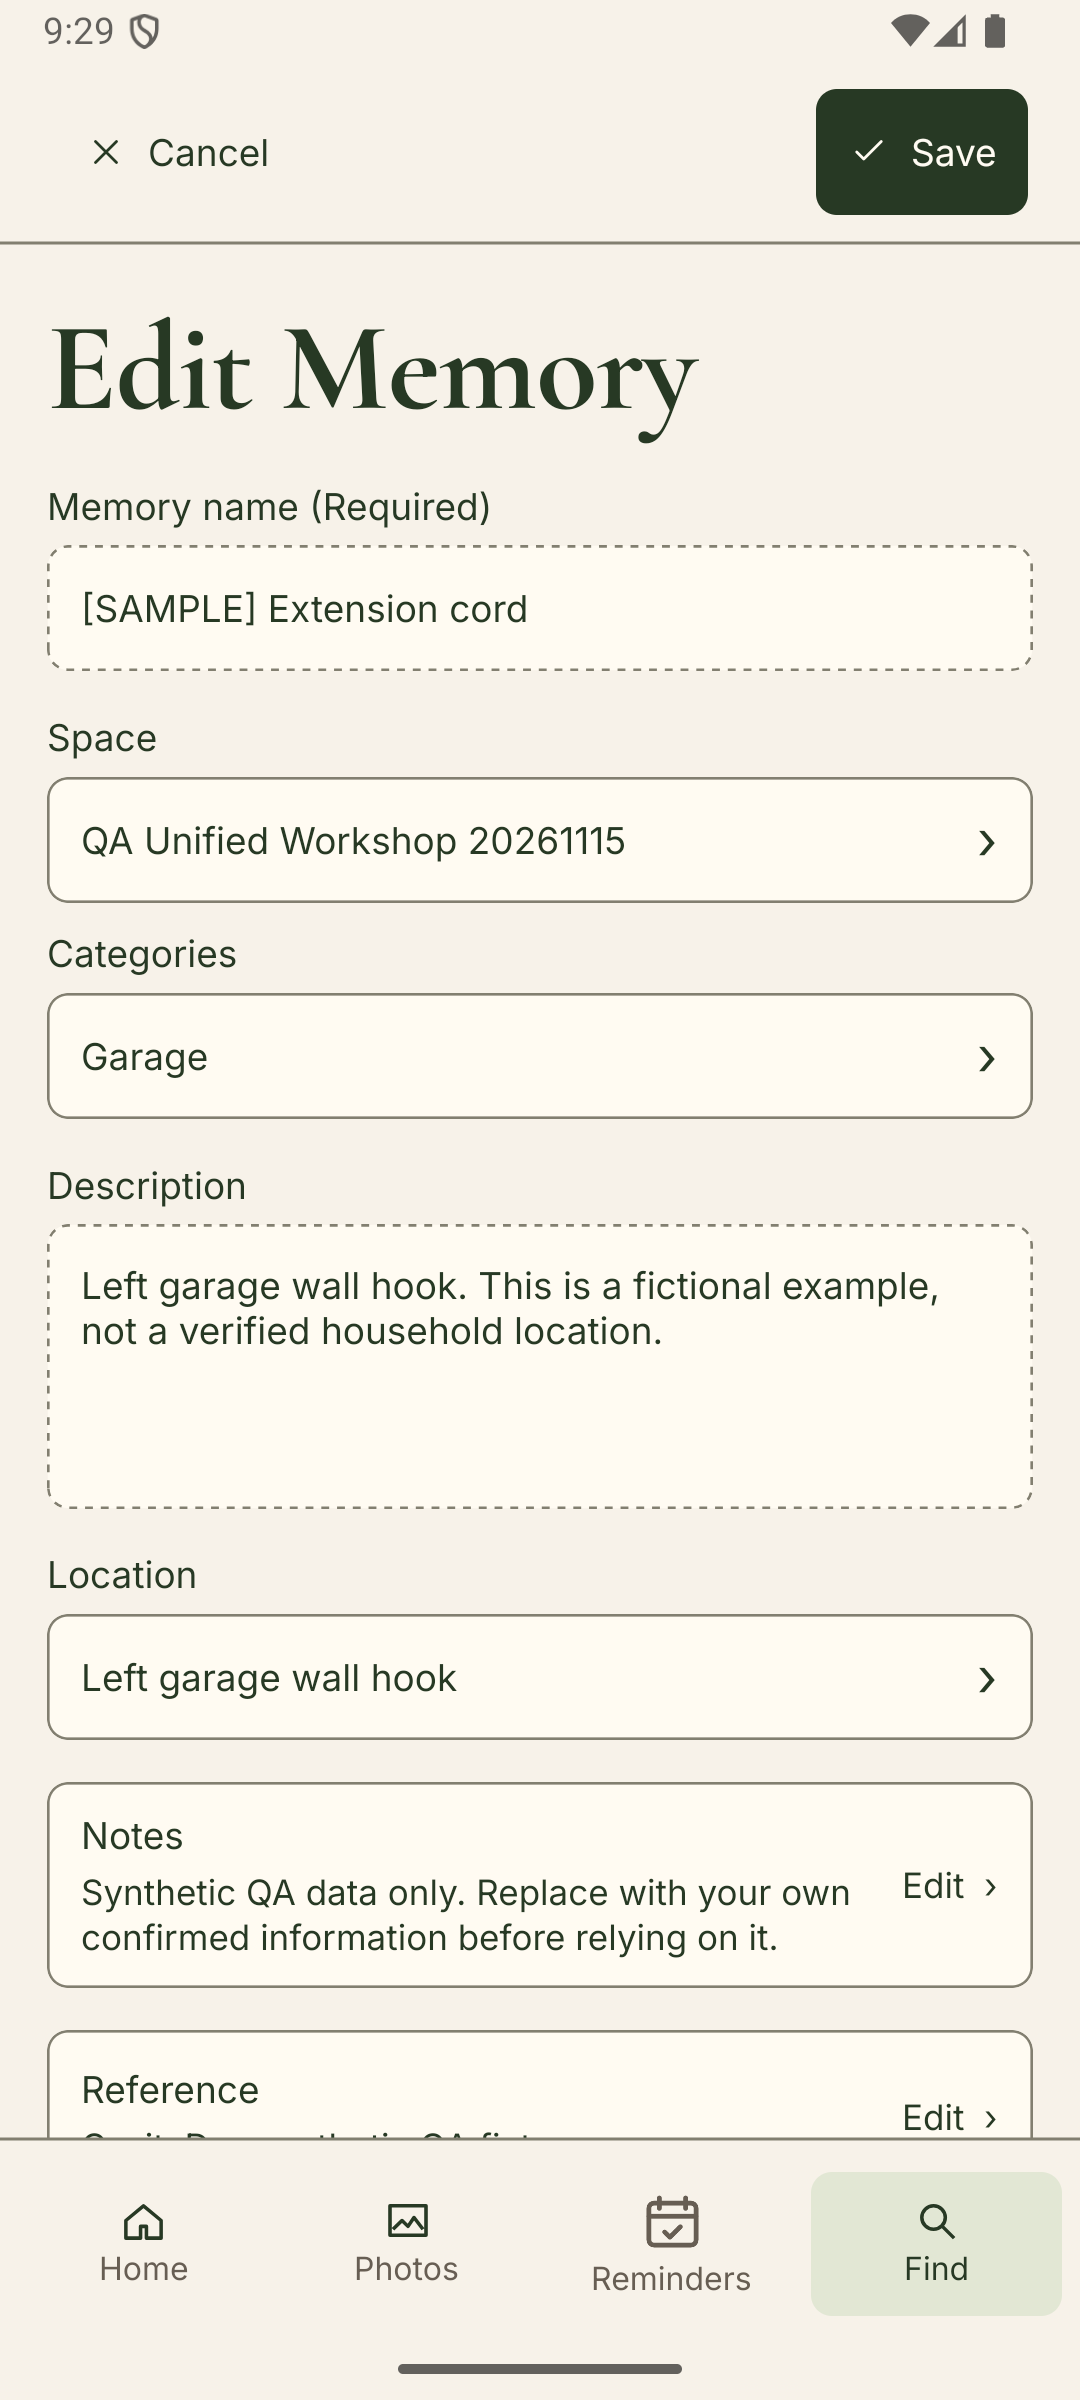 9:29
Cancel
Save
Edit Memory
Memory name (Required)
[SAMPLE] Extension cord
Space
QA Unified Workshop 20261115
Categories
Garage
Description
Left garage wall hook. This is a fictional example,
not a verified household location.
Location
Left garage wall hook
Notes
Synthetic QA data only. Replace with your own
confirmed information before relying on it.
Edit
Reference
Edit
Home
Photos
Reminders
Find